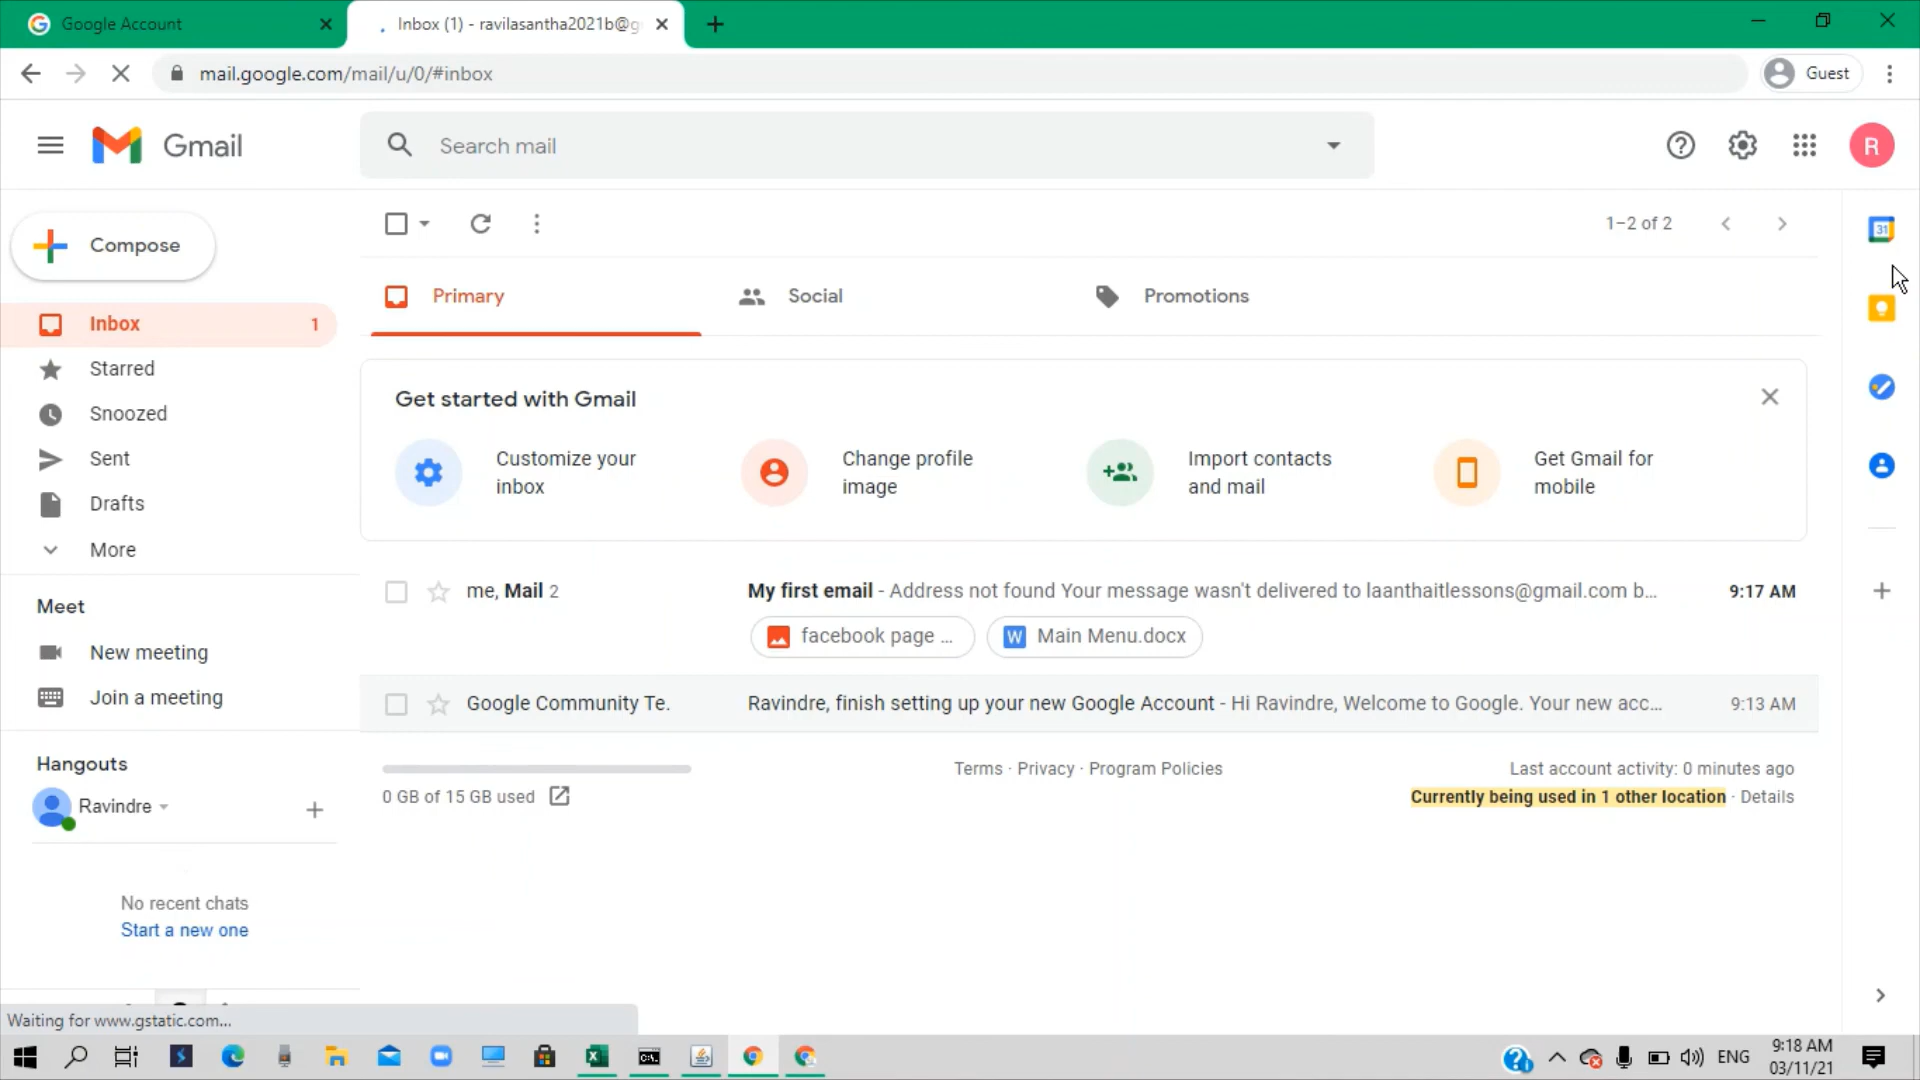 Google Account
Inbox (1) - ravilasantha2021b@g
mail.google.com/mail/u/0/#inbox
Guest
Gmail
Search mail
R
Compose
1–2 of 2
31
Primary
Social
Promotions
Inbox 1
Starred
Snoozed
Sent
Drafts
More
Get started with Gmail
Customize your
inbox
Change profile
image
Import contacts
and mail
Get Gmail for
mobile
me, Mail 2
My first email - Address not found Your message wasn't delivered to laanthaitlessons@gmail.com b...
9:17 AM
facebook page ...
W Main Menu.docx
Google Community Te.
Ravindre, finish setting up your new Google Account - Hi Ravindre, Welcome to Google. Your new acc...
9:13 AM
Meet
New meeting
Join a meeting
Hangouts
Ravindre
No recent chats
Start a new one
0 GB of 15 GB used
Terms · Privacy · Program Policies
Last account activity: 0 minutes ago
Currently being used in 1 other location · Details
Waiting for www.gstatic.com...
ENG
9:18 AM
03/11/21